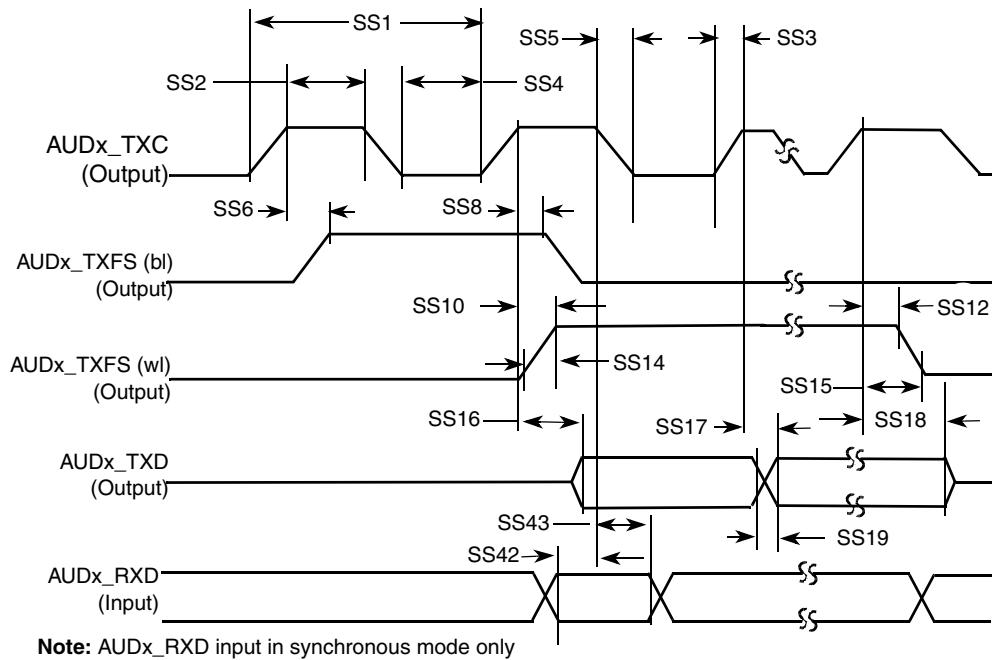 SS1
SS5
SS3
SS2
SS4
AUDx_TXC
(Output)
SS6
SS8
AUDx_TXFS (bl)
(Output)
SS10
SS12
AUDx_TXFS (wl)
(Output)
SS14
SS15
SS16
SS17
SS18
AUDx_TXD
(Output)
SS43
SS19
SS42
AUDx_RXD
(Input)
Note: AUDx_RXD input in synchronous mode only